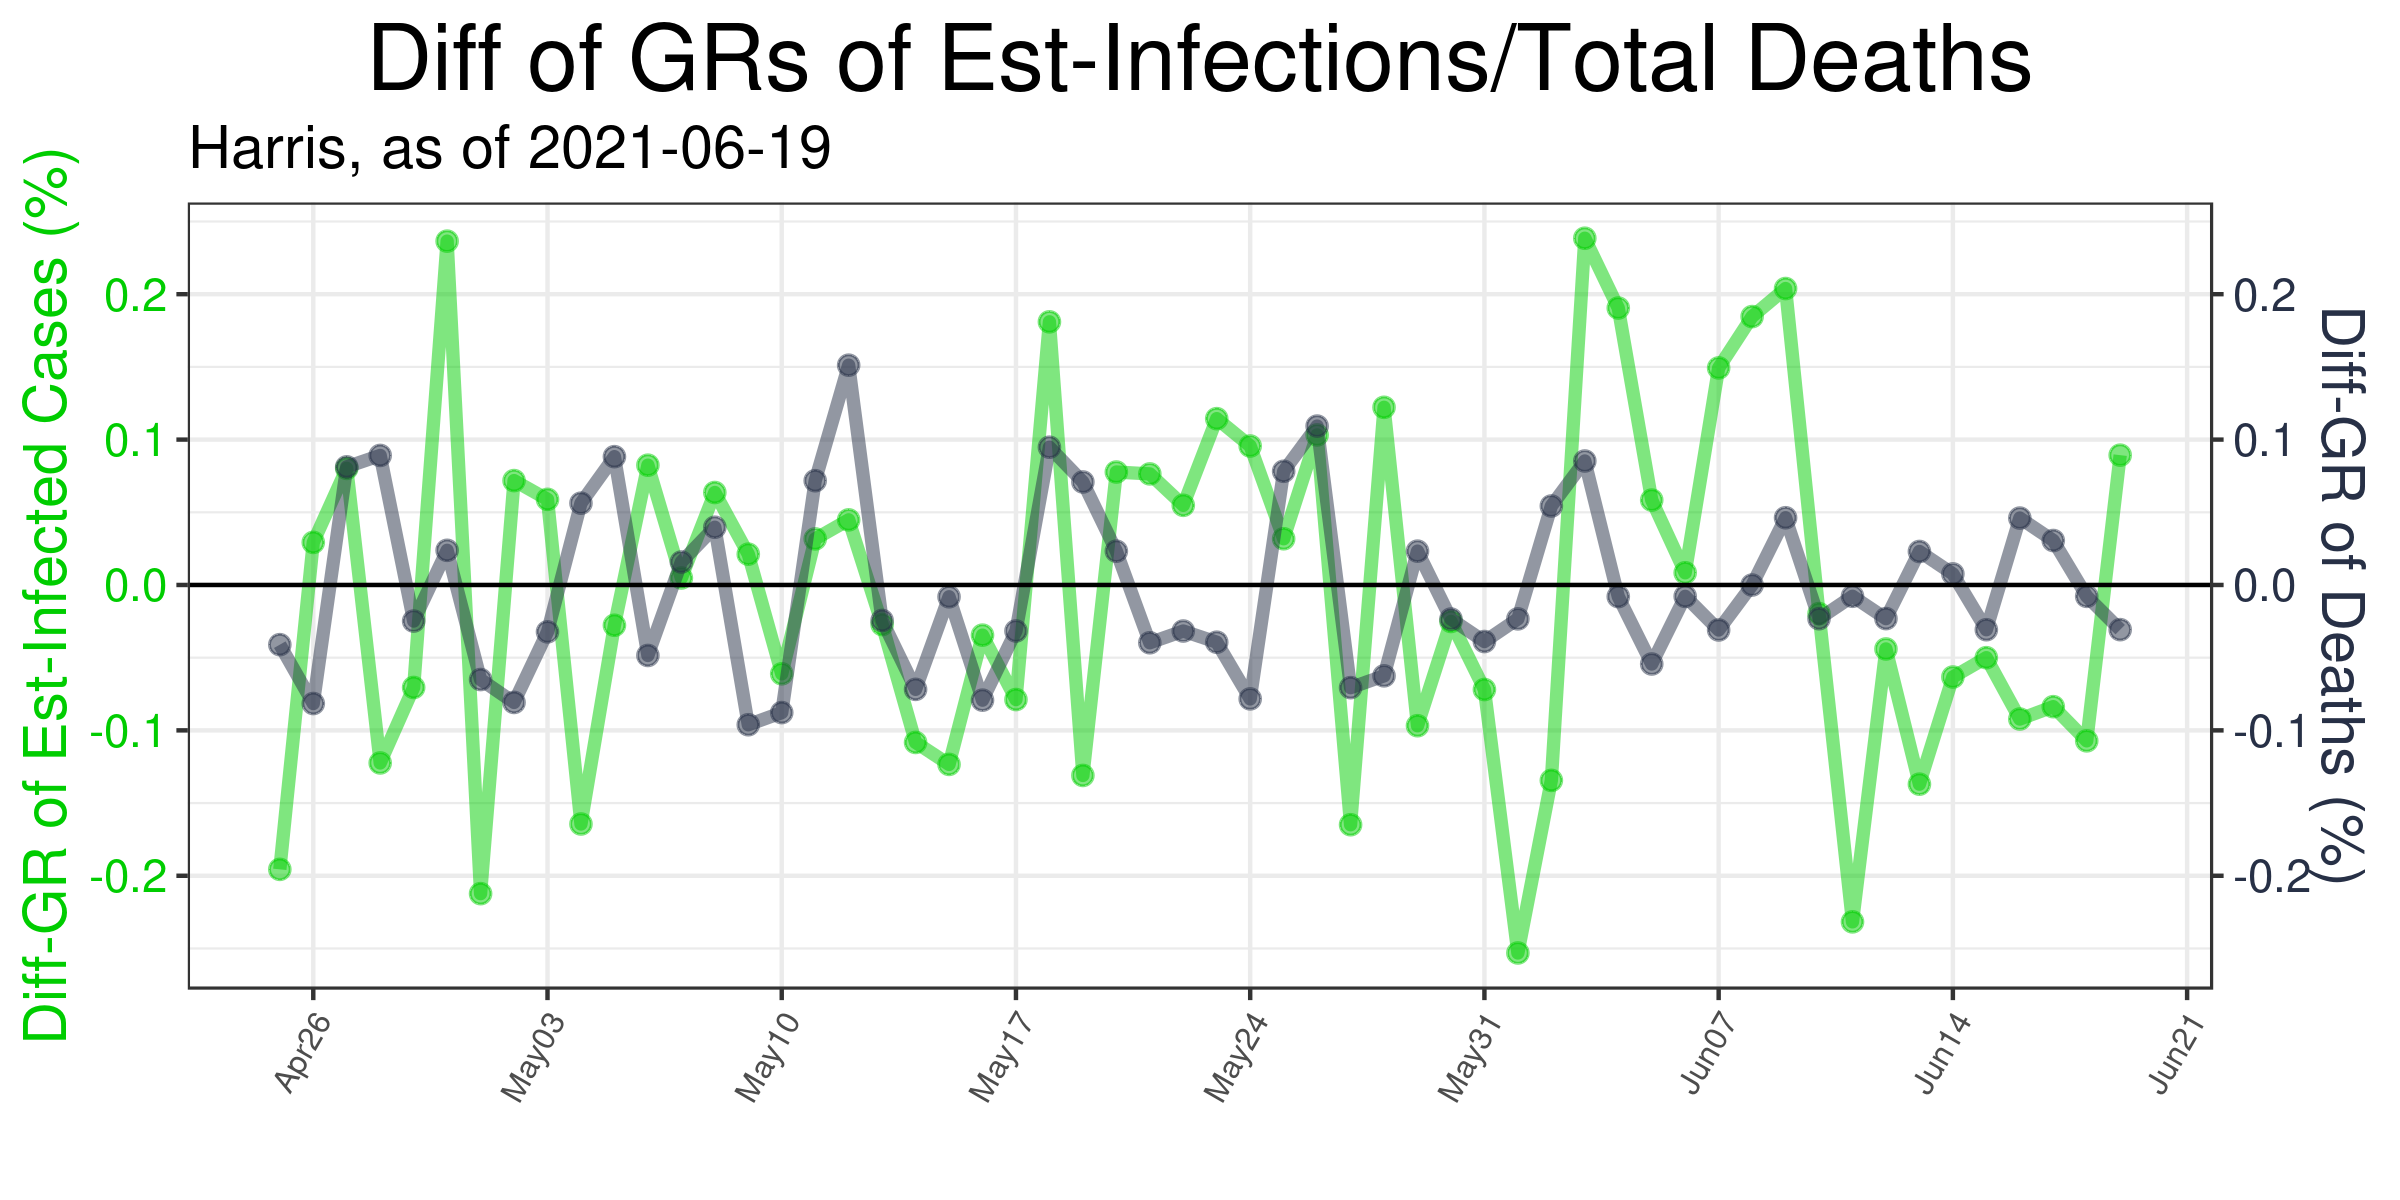 Diff of GRs of Est-Infections/Total Deaths
Harris, as of 2021-06-19
Diff-GR of Est-Infected Cases (%)
0.2
0.1
0.0
-0.1
-0.2
0.2
0.1
0.0
-0.1
-0.2
Diff-GR of Deaths (%)
Apr26
May03
May10
May17
May24
May31
Jun07
Jun14
Jun21